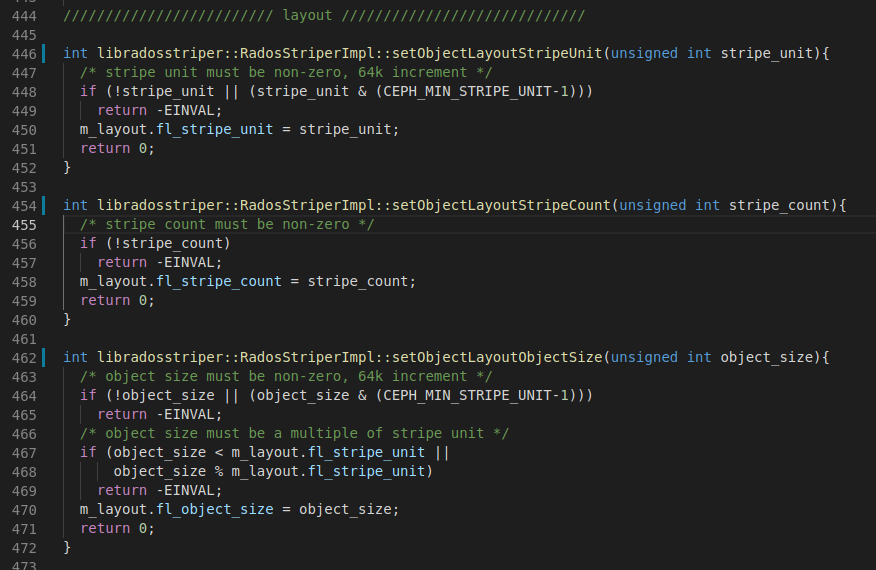 444 ///////////////////////// layout /////////////////////////////
445
446 int libradosstriper::RadosStriperImpl::setObjectLayoutStripeUnit(unsigned int stripe_unit){
447   /* stripe unit must be non-zero, 64k increment */
448   if (!stripe_unit || (stripe_unit & (CEPH_MIN_STRIPE_UNIT-1)))
449     return -EINVAL;
450   m_layout.fl_stripe_unit = stripe_unit;
451   return 0;
452 }
453
454 int libradosstriper::RadosStriperImpl::setObjectLayoutStripeCount(unsigned int stripe_count){
455   /* stripe count must be non-zero */
456   if (!stripe_count)
457     return -EINVAL;
458   m_layout.fl_stripe_count = stripe_count;
459   return 0;
460 }
461
462 int libradosstriper::RadosStriperImpl::setObjectLayoutObjectSize(unsigned int object_size){
463   /* object size must be non-zero, 64k increment */
464   if (!object_size || (object_size & (CEPH_MIN_STRIPE_UNIT-1)))
465     return -EINVAL;
466   /* object size must be a multiple of stripe unit */
467   if (object_size < m_layout.fl_stripe_unit ||
468       object_size % m_layout.fl_stripe_unit)
469     return -EINVAL;
470   m_layout.fl_object_size = object_size;
471   return 0;
472 }
473